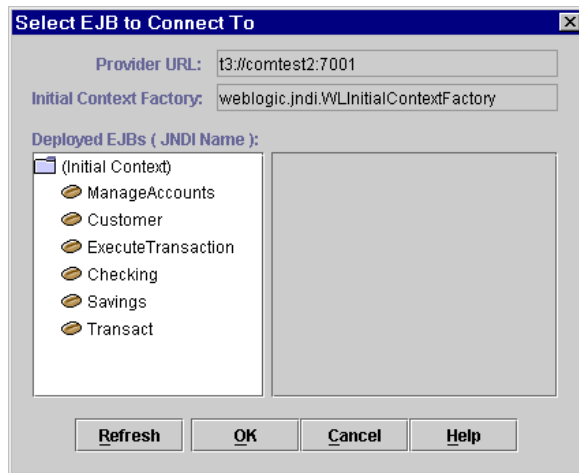 Select EJB to Connect To
Provider URL: t3://comtest2:7001
Initial Context Factory: weblogic.jndi.WLInitialContextFactory
Deployed EJBs ( JNDI Name ):
(Initial Context)
ManageAccounts
Customer
ExecuteTransaction
Checking
Savings
Transact
Refresh OK Cancel Help